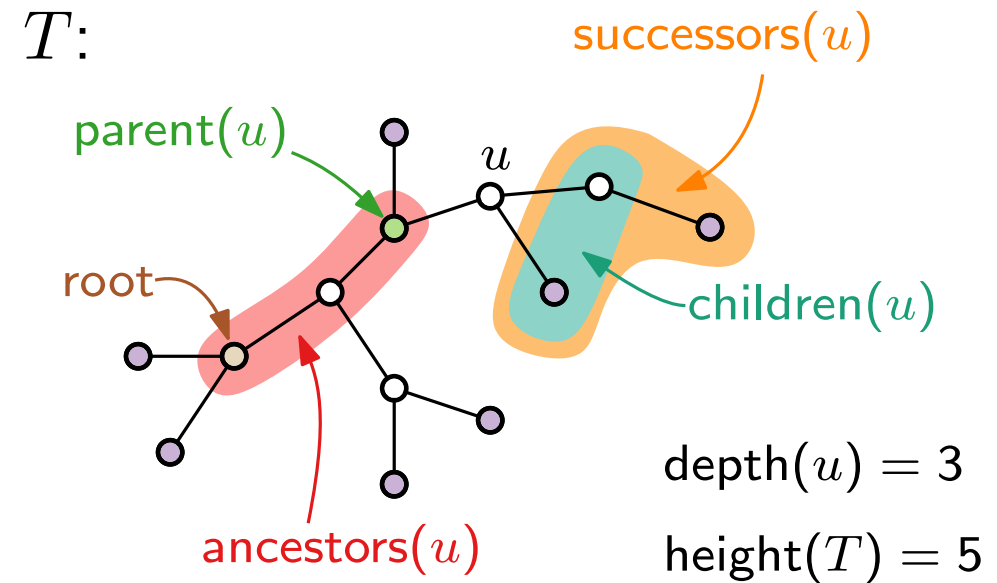 T:
successors(u)
parent(u)
u
root
children(u)
depth(u) = 3
ancestors(u)
height(T) = 5